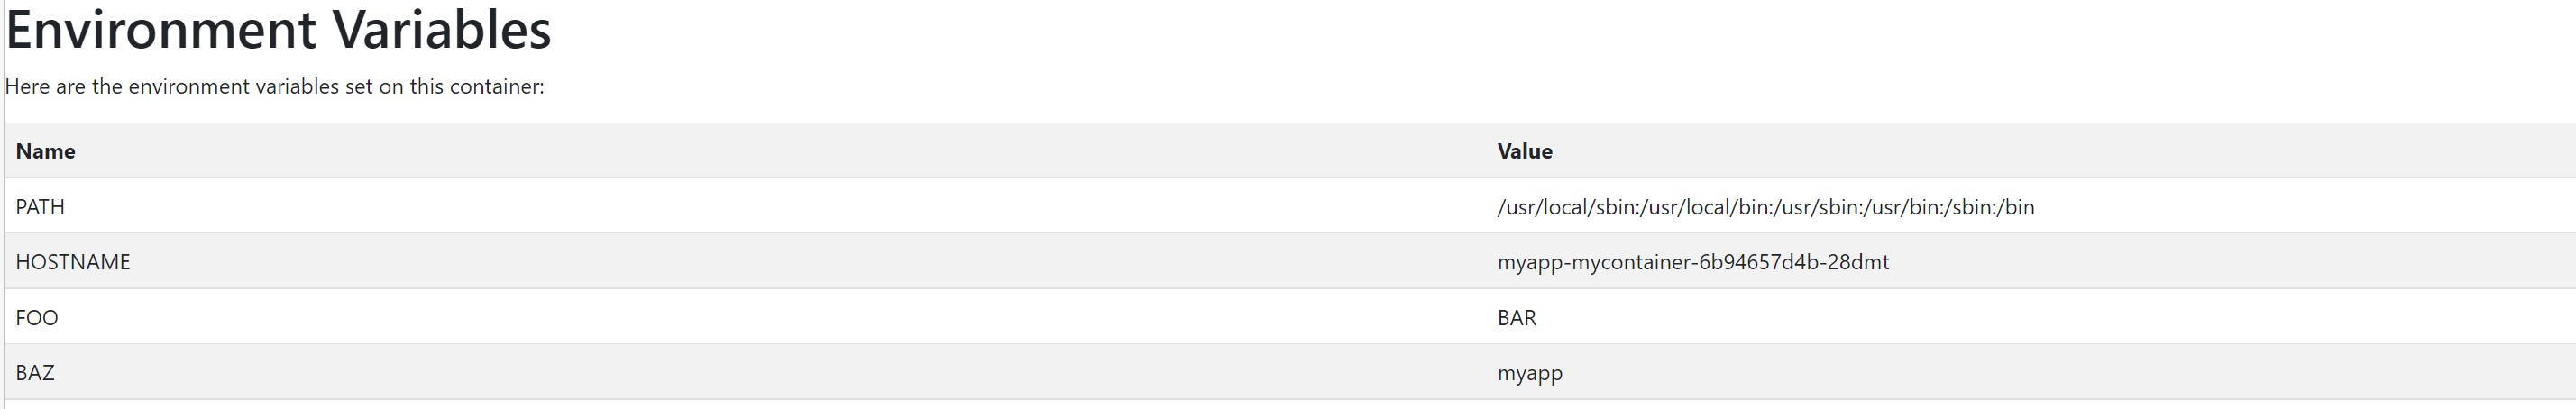 Environment Variables
Here are the environment variables set on this container:
Name Value
PATH /usr/local/sbin:/usr/local/bin:/usr/sbin:/usr/bin:/sbin:/bin
HOSTNAME myapp-mycontainer-6b94657d4b-28dmt
FOO BAR
BAZ myapp